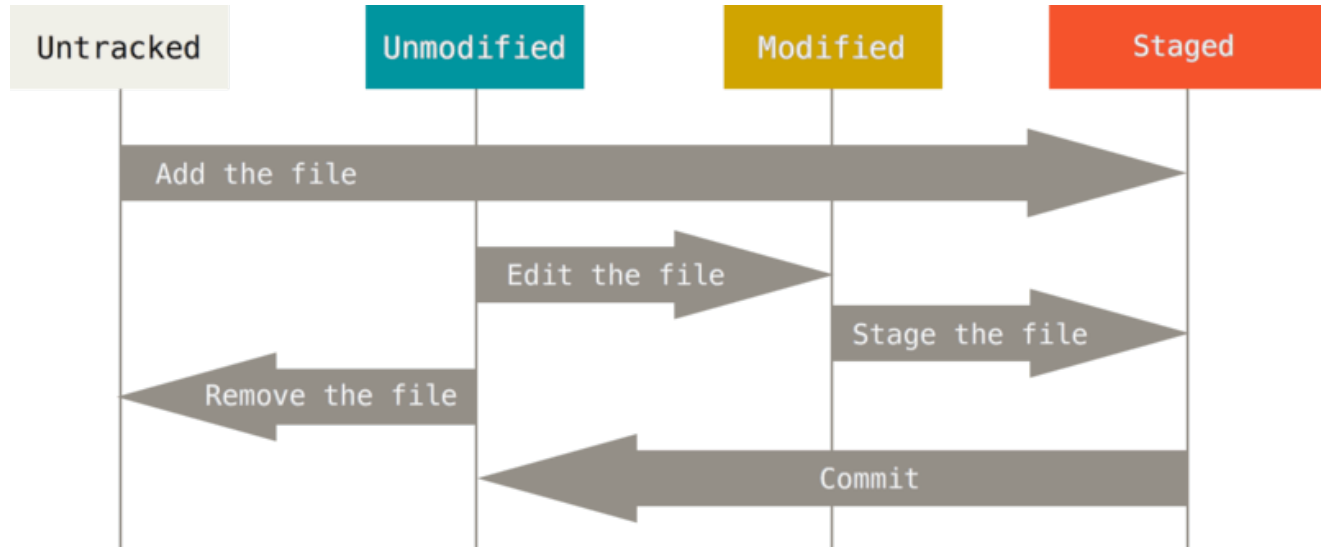 Untracked
Unmodified
Modified
Staged
Add the file
Edit the file
Stage the file
Remove the file
Commit